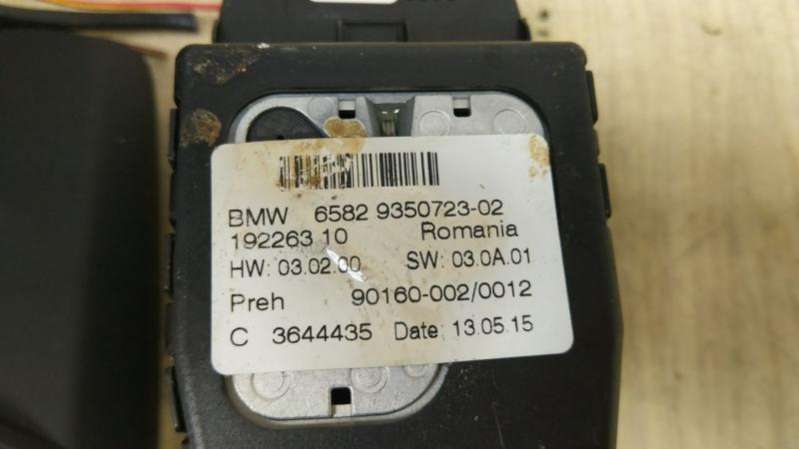 BMW 6582 9350723-02
192263 10 Romania
HW: 03.02.00 SW: 03.0A.01
Preh 90160-002/0012
C 3644435 Date: 13.05.15